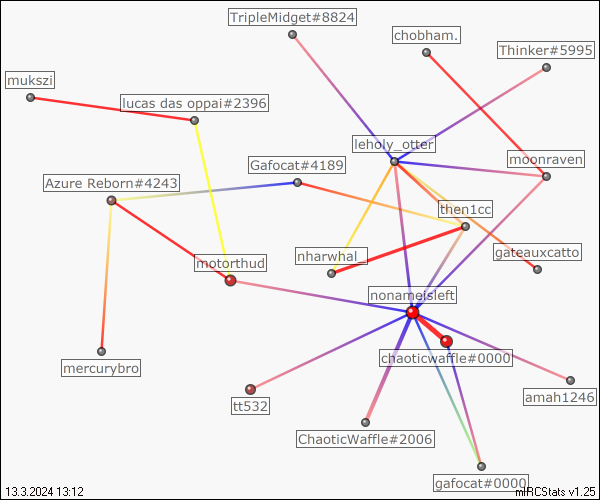 TripleMidget#8824
chobham.
Thinker#5995
mukszi
lucas das oppai#2396
leholy_otter
moonraven
Gafocat#4189
Azure Reborn#4243
then1cc
motorthud
nharwhal_
gateauxcatto
nonameisleft
chaoticwaffle#0000
mercurybro
tt532
amah1246
ChaoticWaffle#2006
gafocat#0000
13.3.2024 13:12
mIRCStats v1.25